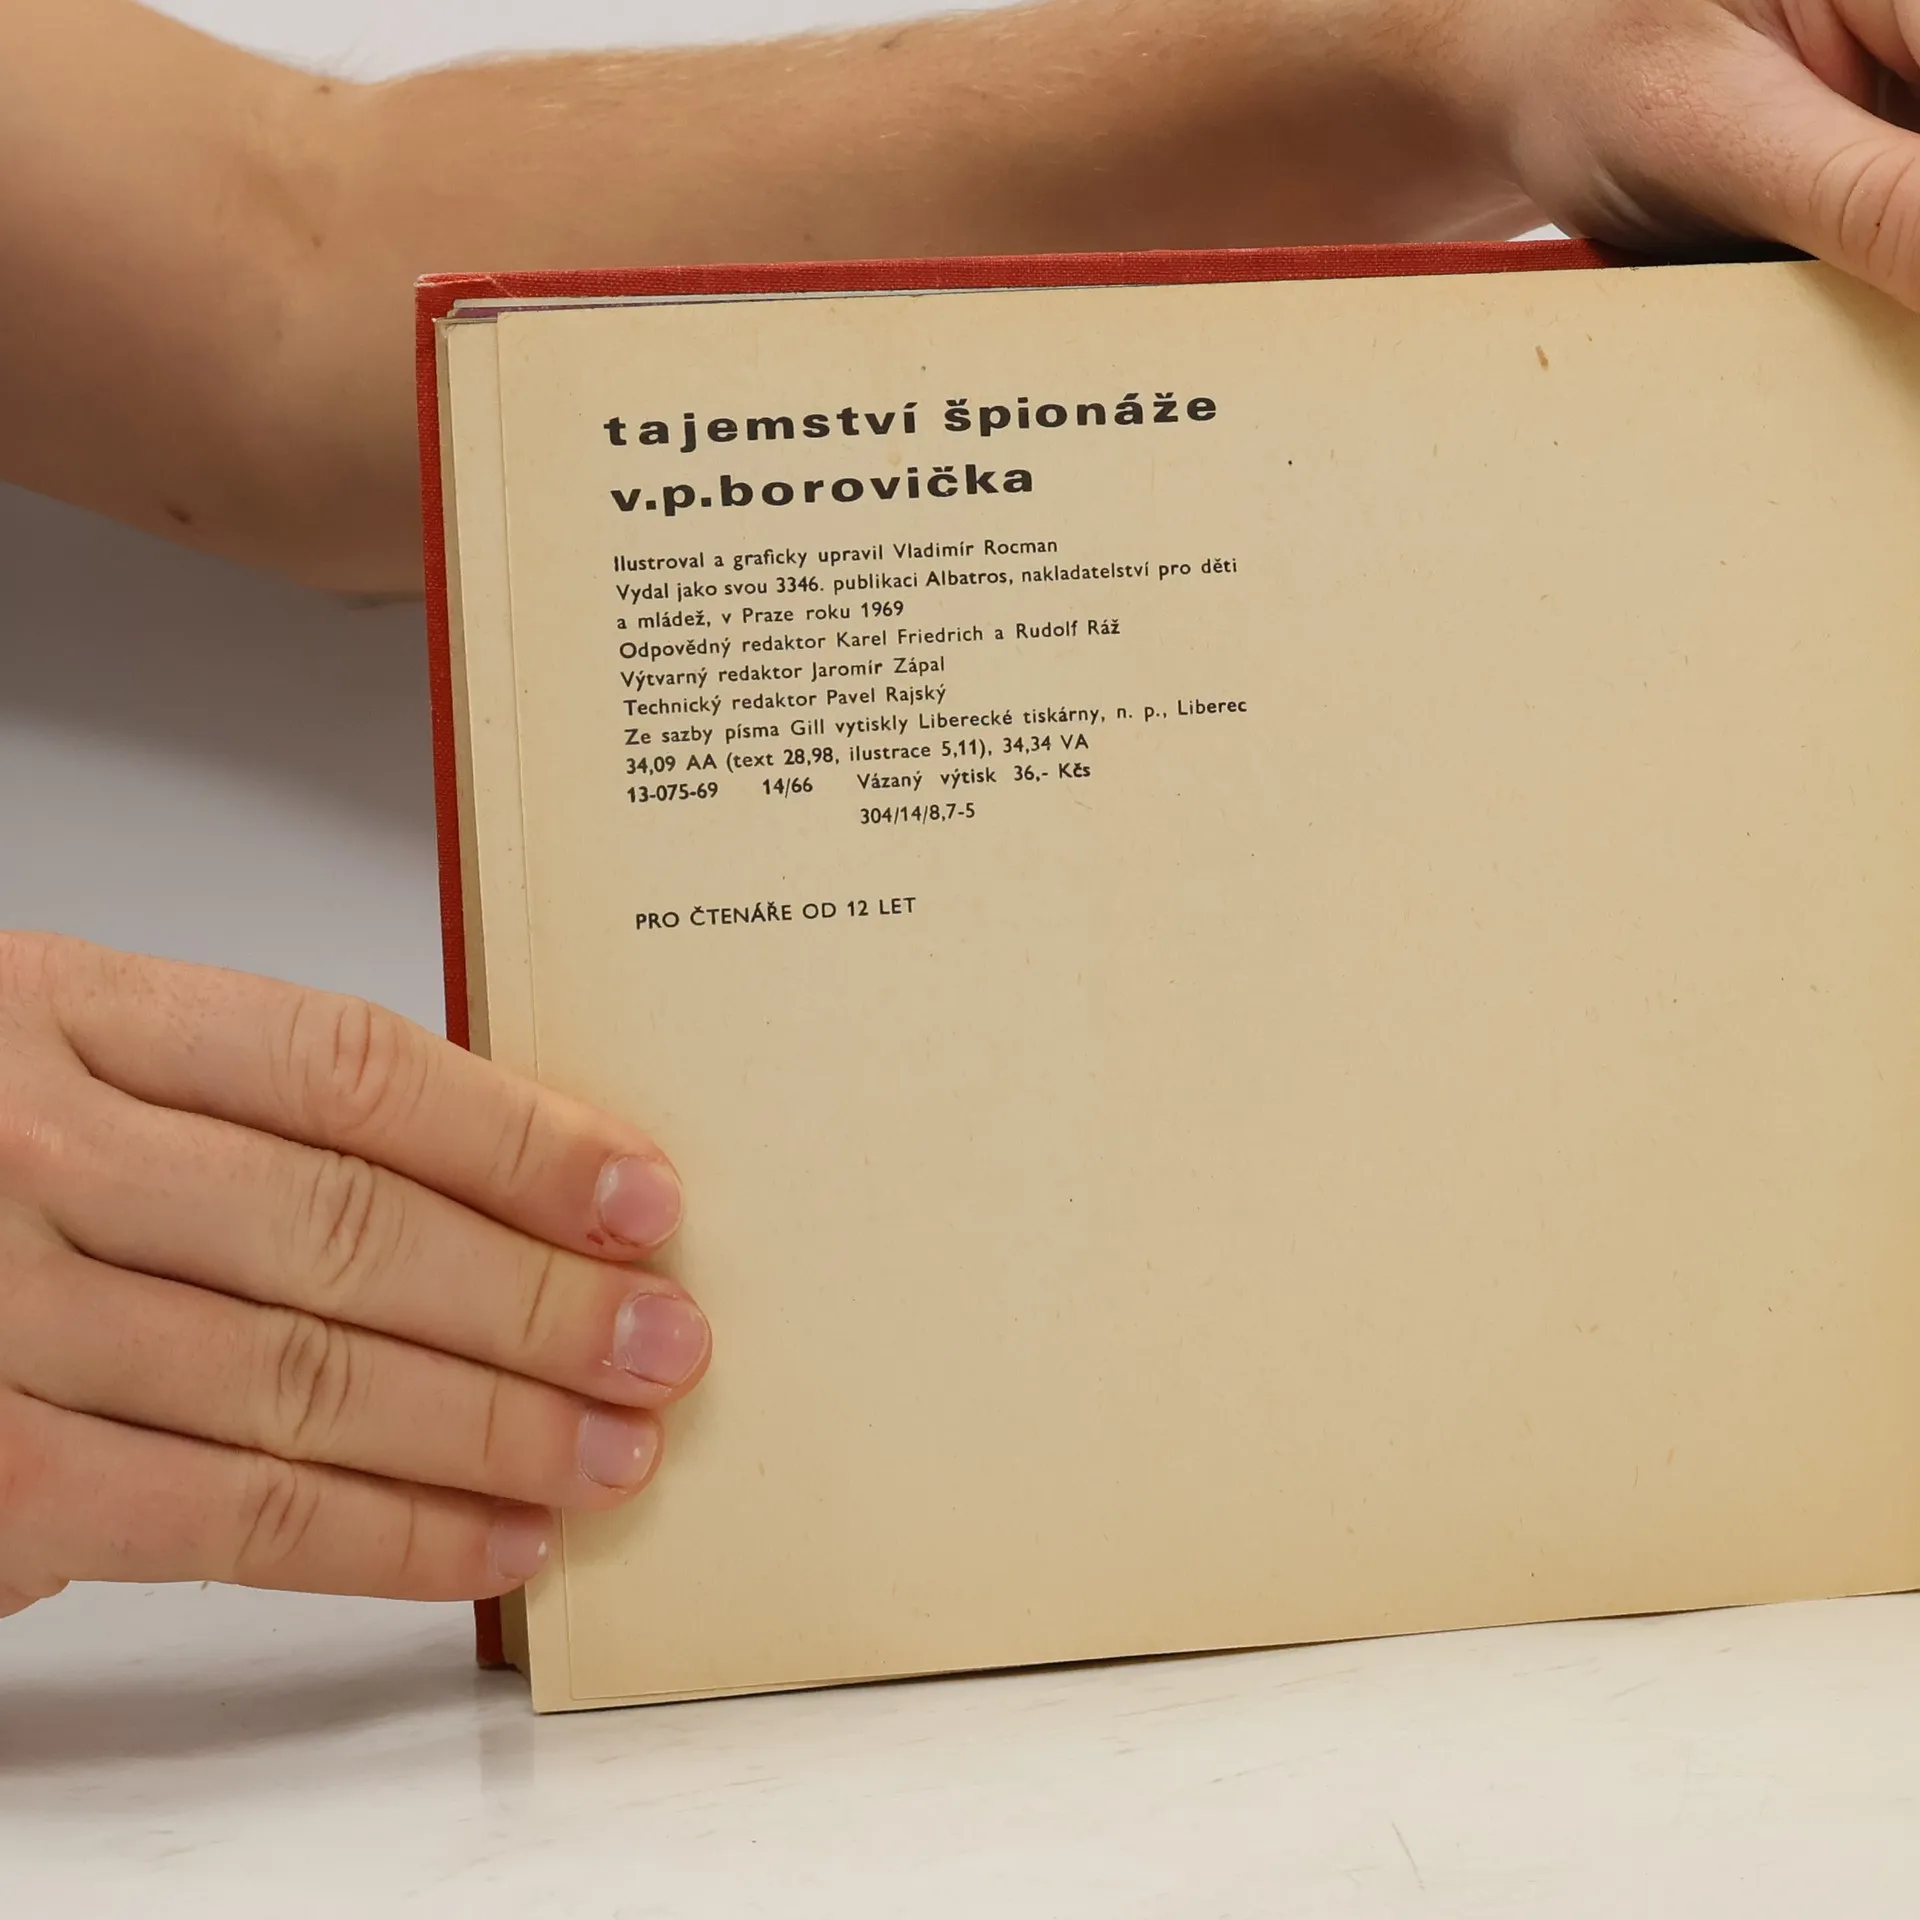 tajemství špionáže
v.p.borovička
Ilustroval a graficky upravil Vladimír Rocman
Vydal jako svou 3346. publikaci Albatros, nakladatelství pro děti
a mládež, v Praze roku 1969
Odpovědný redaktor Karel Friedrich a Rudolf Ráž
Výtvarný redaktor Jaromír Zápal
Technický redaktor Pavel Rajský
Ze sazby písma Gill vytiskly Liberecké tiskárny, n. p., Liberec
34,09 AA (text 28,98, ilustrace 5,11), 34,34 VA
13-075-69 14/66 Vázaný výtisk 36,- Kčs
304/14/8,7-5
PRO ČTENÁŘE OD 12 LET